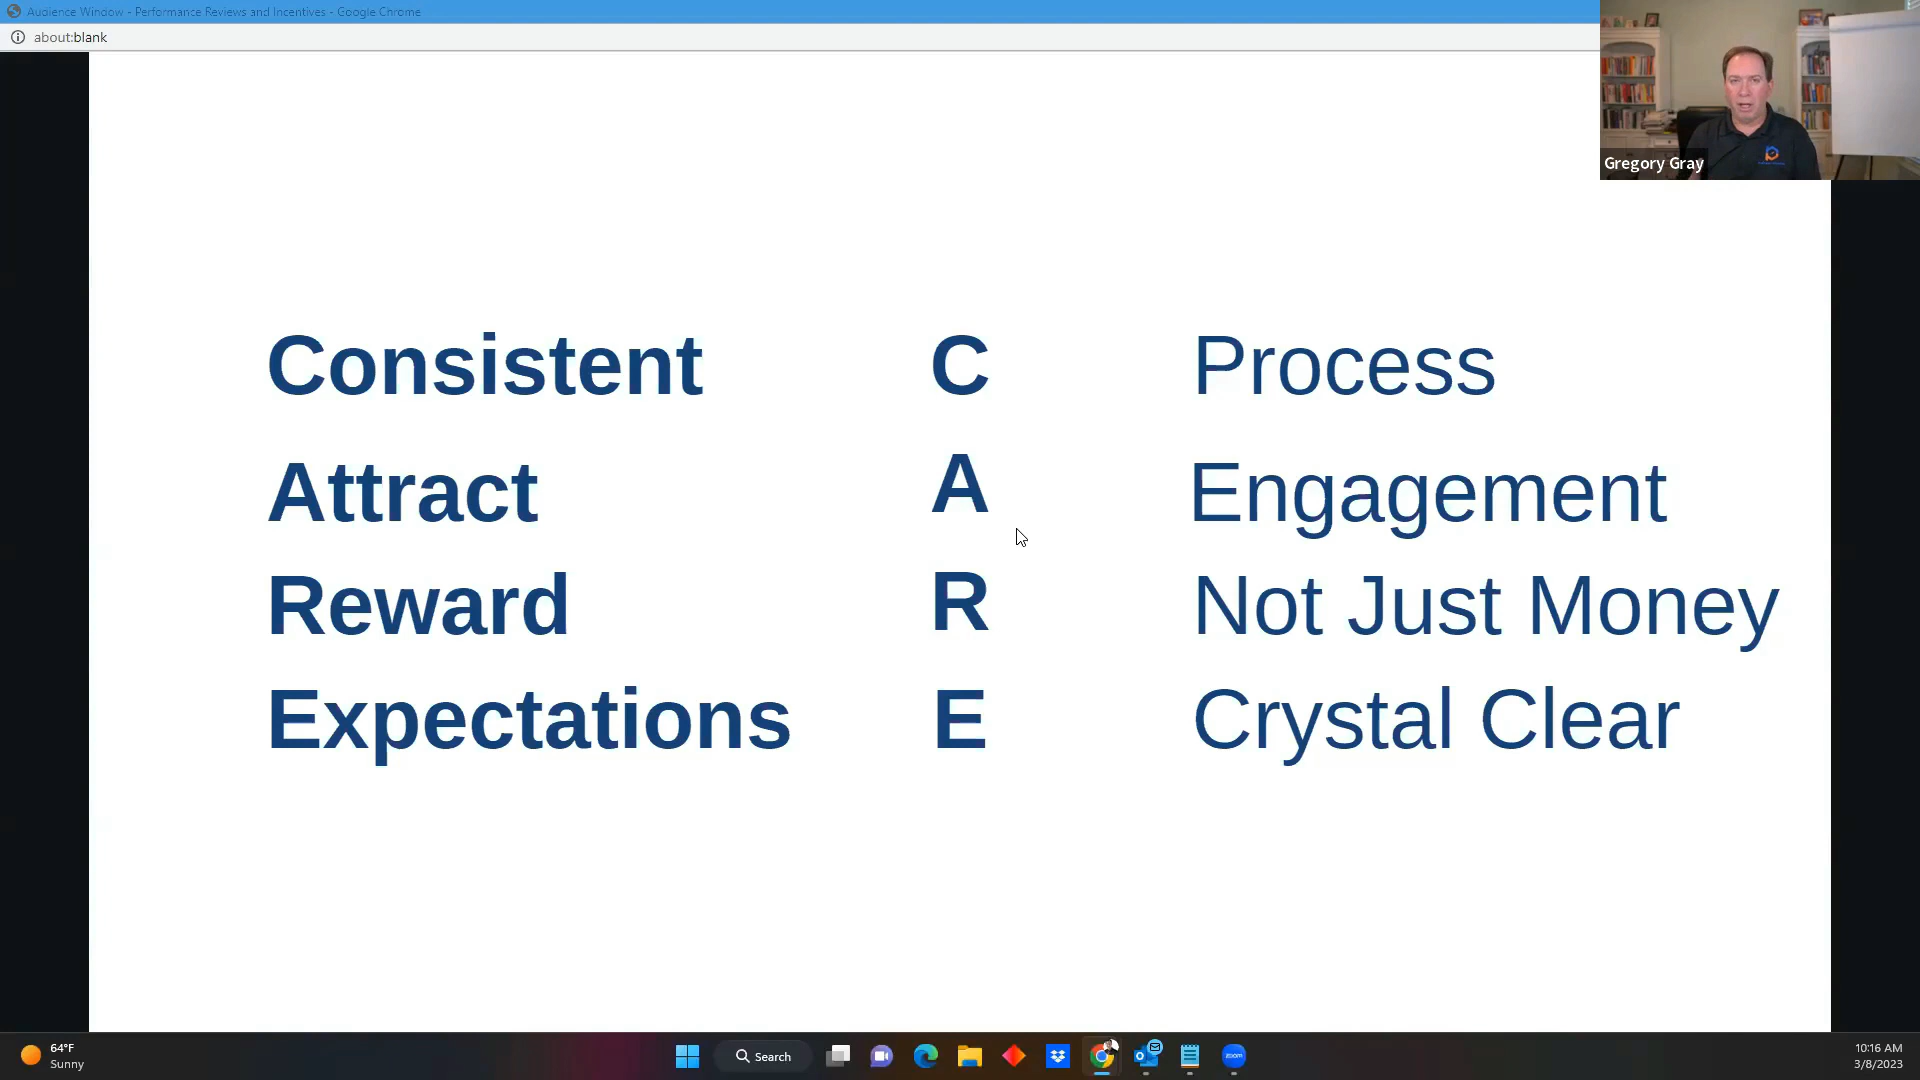 Audience Window - Performance Reviews and Incentives - Google Chrome
about:blank
Gregory Gray
Consistent C Process
Attract A Engagement
Reward R Not Just Money
Expectations E Crystal Clear
64°F
Sunny
Search
zoom
10:16 AM
3/8/2023